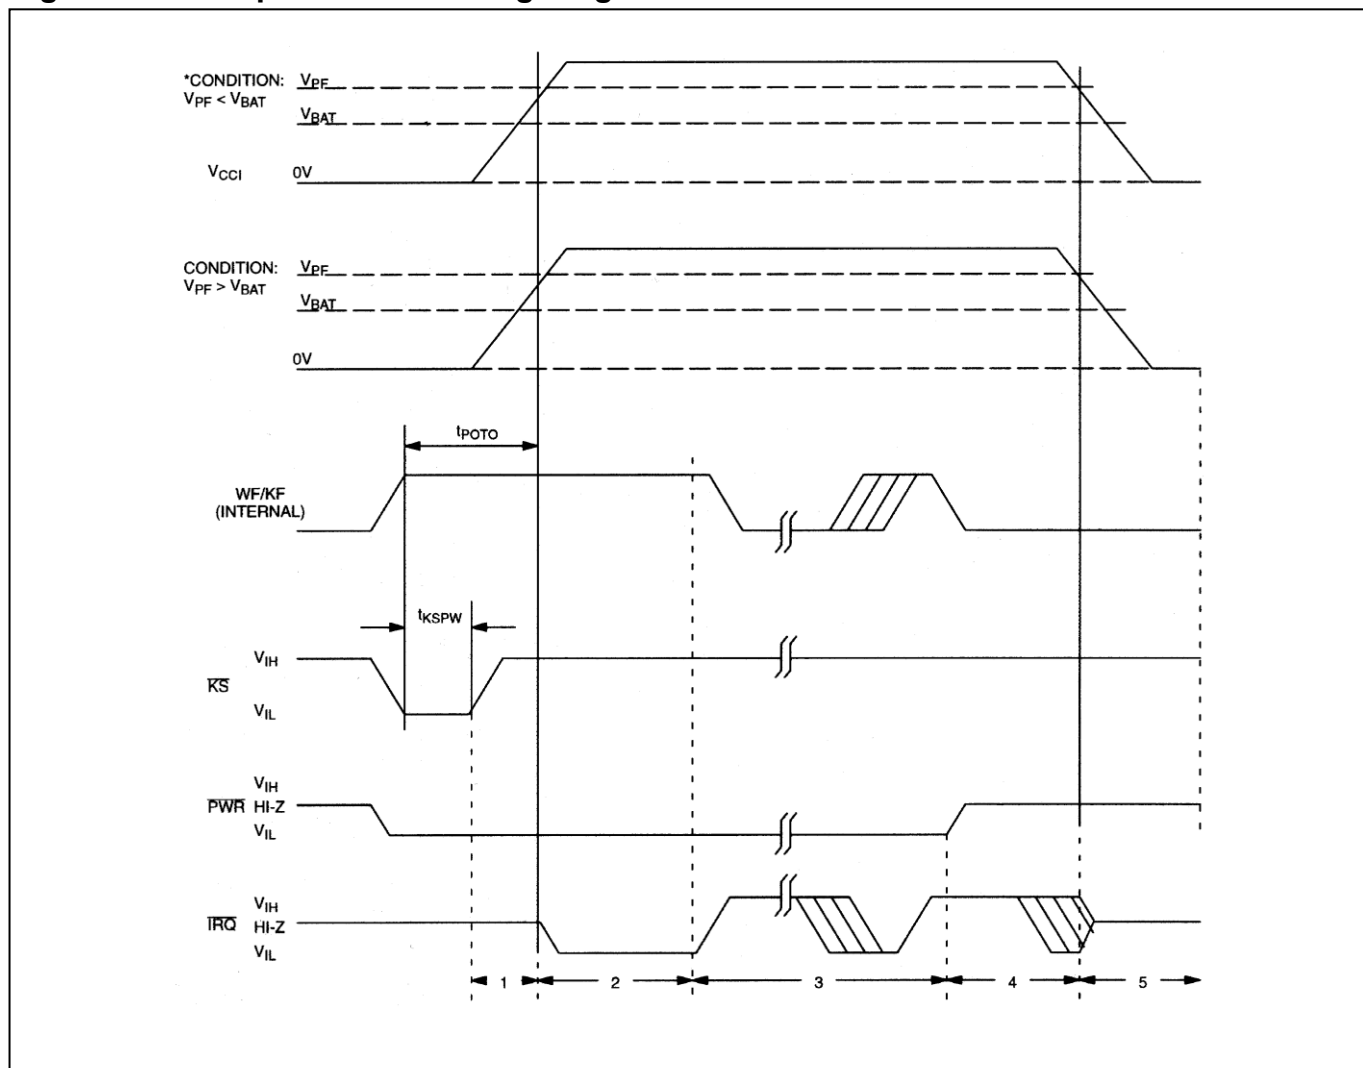 *CONDITION:
VPF < VBAT
VPF
VBAT
VCCI
0V
CONDITION:
VPF > VBAT
VPF
VBAT
0V
tPOTO
WF/KF
(INTERNAL)
tKSPW
VIH
KS
VIL
VIH
PWR HI-Z
VIL
VIH
IRQ HI-Z
VIL
1 2 3 4 5